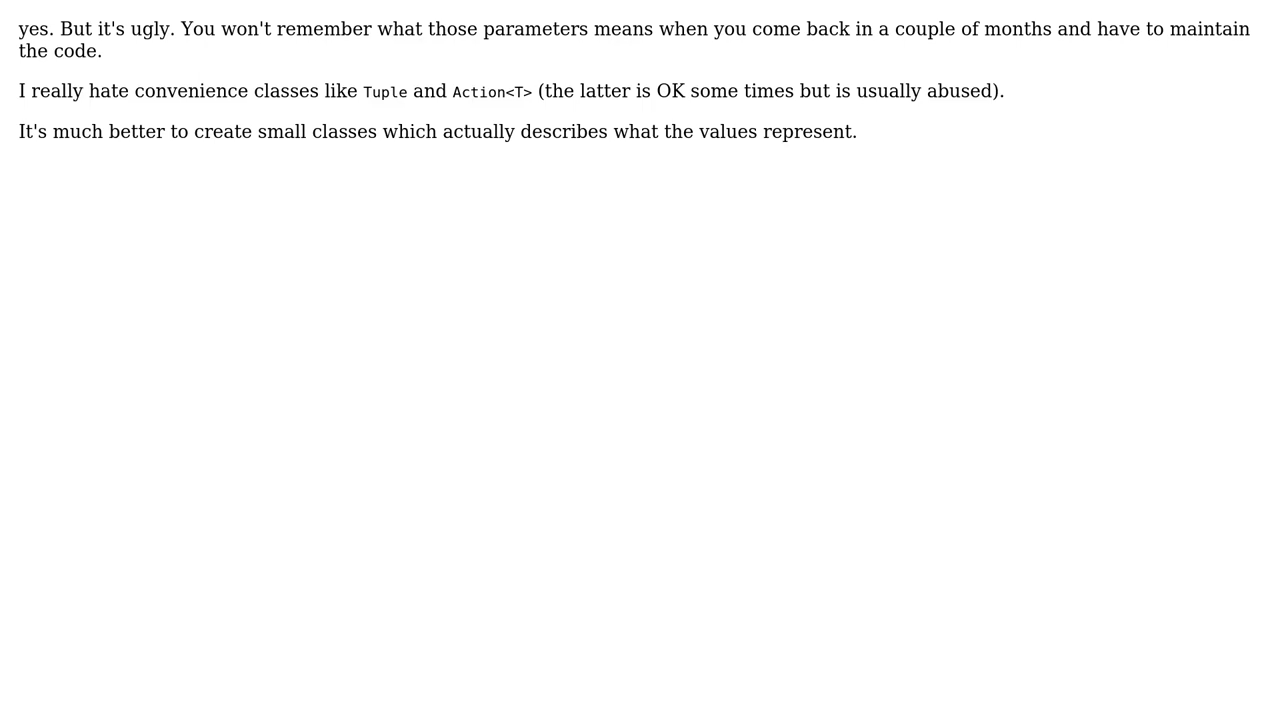 yes. But it's ugly. You won't remember what those parameters means when you come back in a couple of months and have to maintain
the code.
I really hate convenience classes like Tuple and Action<T> (the latter is OK some times but is usually abused).
It's much better to create small classes which actually describes what the values represent.